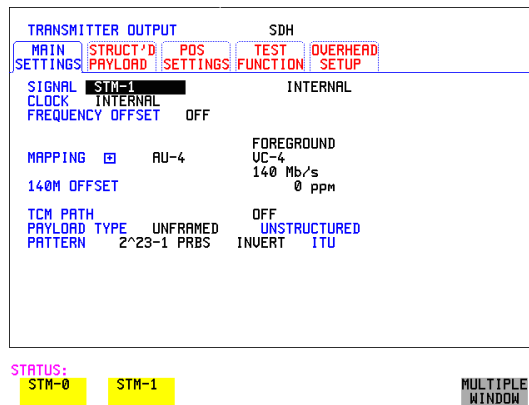 TRANSMITTER OUTPUT SDH
MAIN SETTINGS STRUCT'D PAYLOAD POS SETTINGS TEST FUNCTION OVERHEAD SETUP
SIGNAL STM-1 INTERNAL
CLOCK INTERNAL
FREQUENCY OFFSET OFF
FOREGROUND
MAPPING + AU-4 VC-4
140 Mb/s
140M OFFSET 0 ppm
TCM PATH OFF
PAYLOAD TYPE UNFRAMED UNSTRUCTURED
PATTERN 2^23-1 PRBS INVERT ITU
STATUS:
STM-0 STM-1 MULTIPLE WINDOW